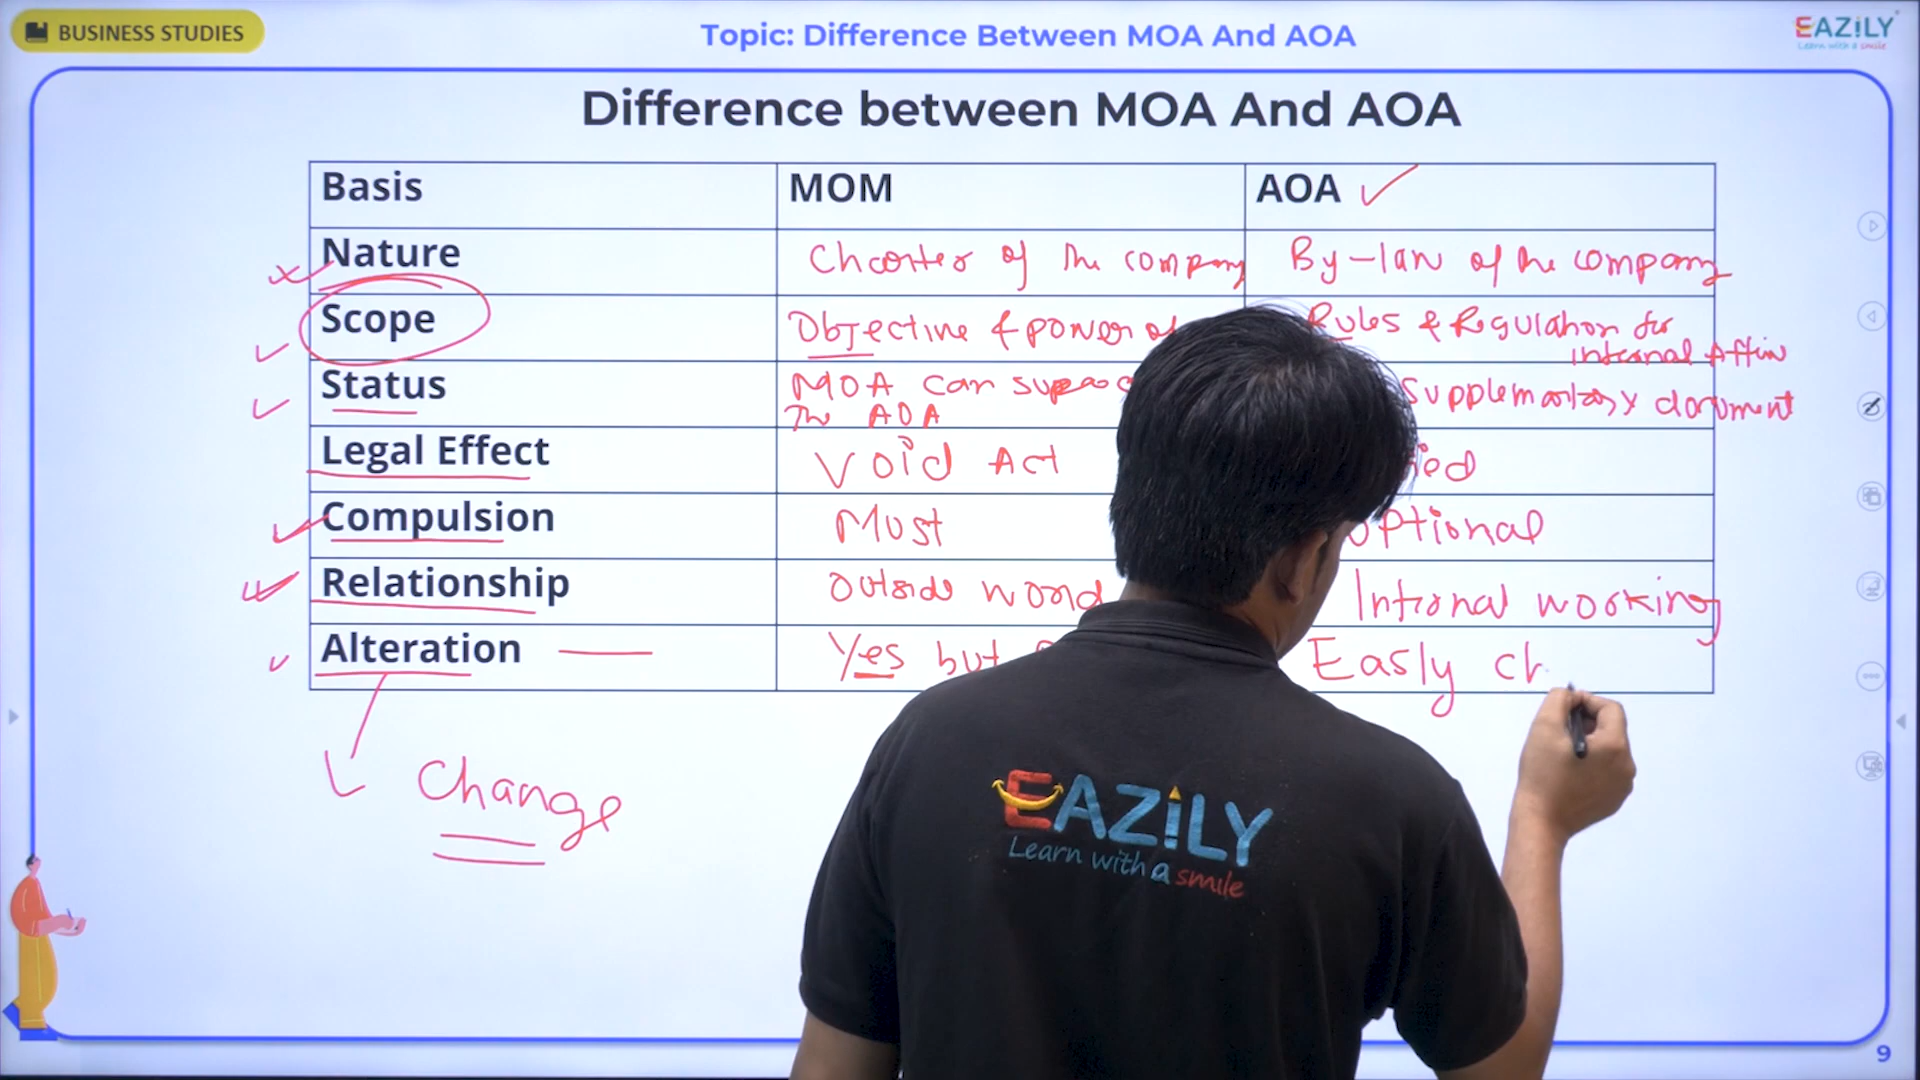 BUSINESS STUDIES
Topic: Difference Between MOA And AOA
EAZILY
Learn with a smile
Difference between MOA And AOA
Basis MOM AOA
Nature Charter of the company By-law of the company
Scope Objective & power of Rules & Regulation for
internal Affair
Status MOA can supplementary document
The AOA
Legal Effect Void Act
Compulsion Must optional
Relationship outside Internal working
Alteration Yes but Easly ch
Change
EAZILY
Learn with a smile
9